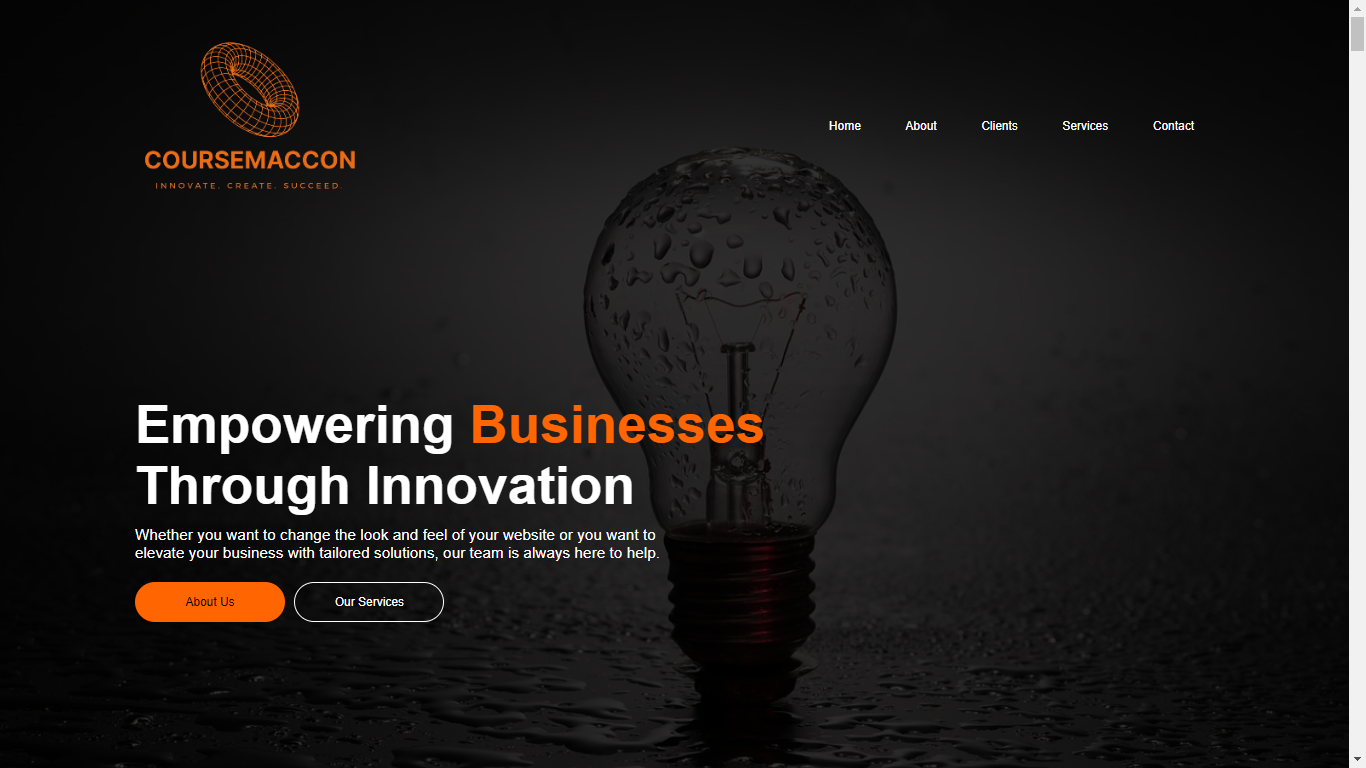 COURSEMACCON
INNOVATE. CREATE. SUCCEED.
Home About Clients Services Contact
Empowering Businesses
Through Innovation
Whether you want to change the look and feel of your website or you want to
elevate your business with tailored solutions, our team is always here to help.
About Us Our Services